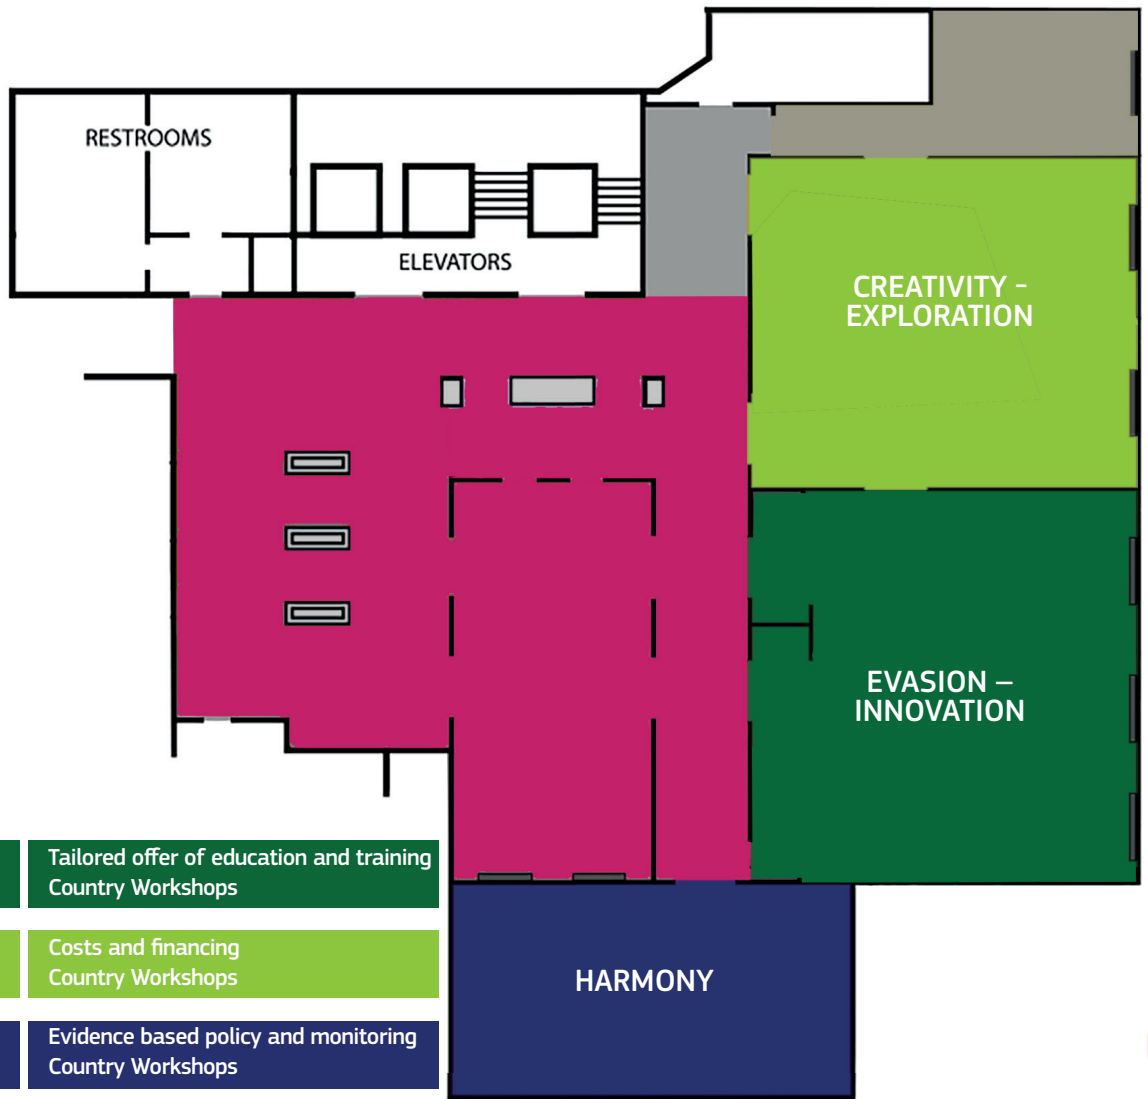 RESTROOMS
ELEVATORS
CREATIVITY -
EXPLORATION
EVASION –
INNOVATION
Tailored offer of education and training
Country Workshops
Costs and financing
Country Workshops
Evidence based policy and monitoring
Country Workshops
HARMONY